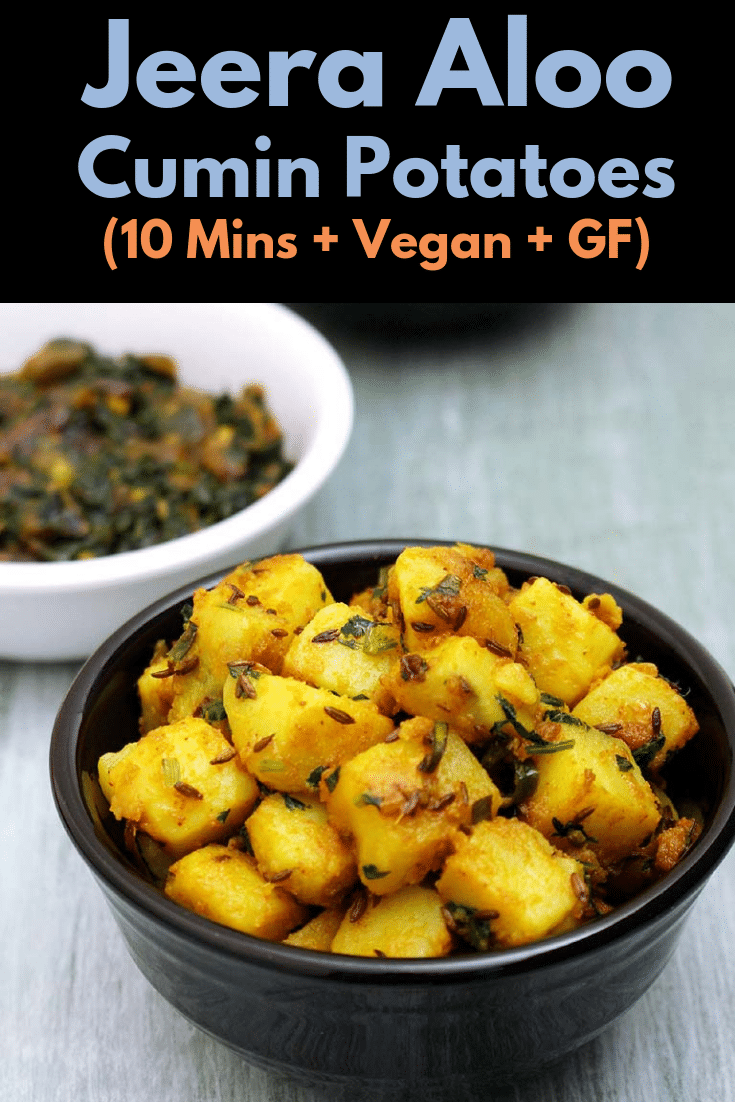 Jeera Aloo
Cumin Potatoes
(10 Mins + Vegan + GF)